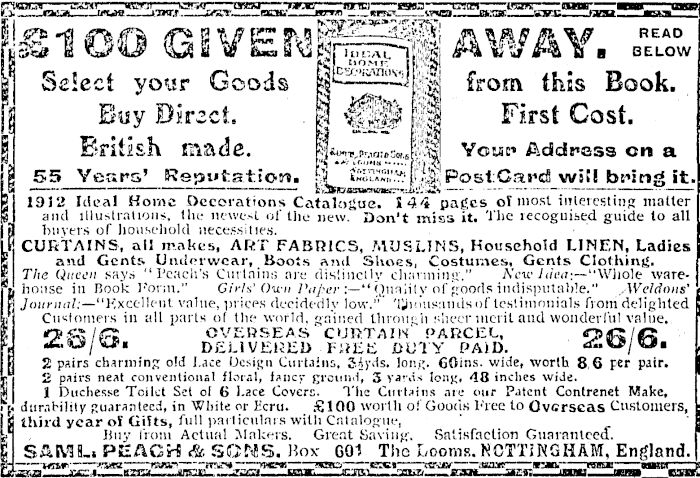 £100 GIVEN AWAY. READ BELOW
Select your Goods from this Book.
Buy Direct. First Cost.
British made. Your Address on a
55 Years' Reputation. PostCard will bring it.
IDEAL
HOME
DECORATIONS
SAML. PEACH & SONS
NOTTINGHAM
ENGLAND
1912 Ideal Home Decorations Catalogue. 144 pages of most interesting matter
and illustrations, the newest of the new. Don't miss it. The recognised guide to all
buyers of household necessities.
CURTAINS, all makes, ART FABRICS, MUSLINS, Household LINEN, Ladies
and Gents Underwear, Boots and Shoes, Costumes, Gents Clothing.
The Queen says "Peach's Curtains are distinctly charming." New Idea:—"Whole ware-
house in Book Form." Girls' Own Paper:—"Quality of goods indisputable." Weldons'
Journal:—"Excellent value, prices decidedly low." Thousands of testimonials from delighted
Customers in all parts of the world, gained through sheer merit and wonderful value.
26/6. OVERSEAS CURTAIN PARCEL, 26/6.
DELIVERED FREE DUTY PAID.
2 pairs charming old Lace Design Curtains, 3½yds. long, 60ins. wide, worth 8/6 per pair.
2 pairs neat conventional floral, fancy ground, 3 yards long, 48 inches wide.
1 Duchesse Toilet Set of 6 Lace Covers. The Curtains are our Patent Contrenet Make,
durability guaranteed, in White or Ecru. £100 worth of Goods Free to Overseas Customers,
third year of Gifts, full particulars with Catalogue,
Buy from Actual Makers. Great Saving. Satisfaction Guaranteed.
SAML. PEACH & SONS, Box 601 The Looms, NOTTINGHAM, England.